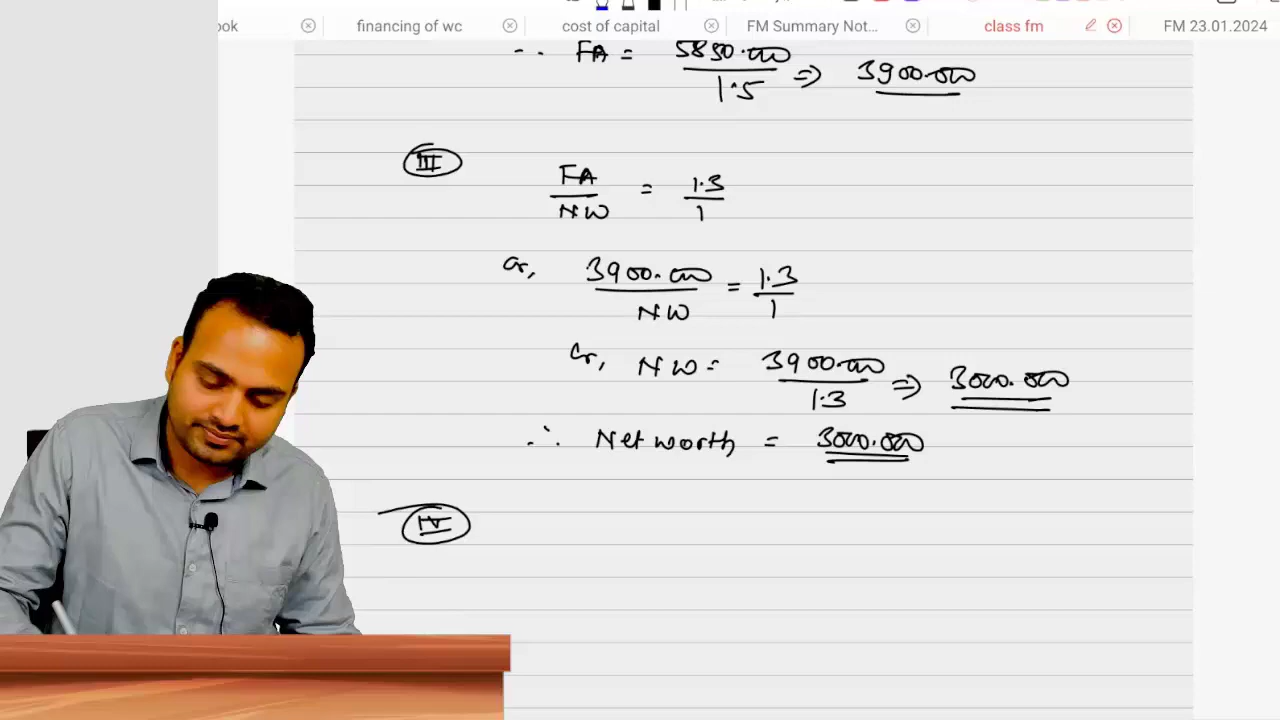 ook financing of wc cost of capital FM Summary Not... class fm FM 23.01.2024
∴ FA = 5850.000 / 1.5 ⇒ 3900.000
III
FA / NW = 1.3 / 1
Or, 3900.000 / NW = 1.3 / 1
Or, NW = 3900.000 / 1.3 ⇒ 3000.000
∴ Net worth = 3000.000
IV